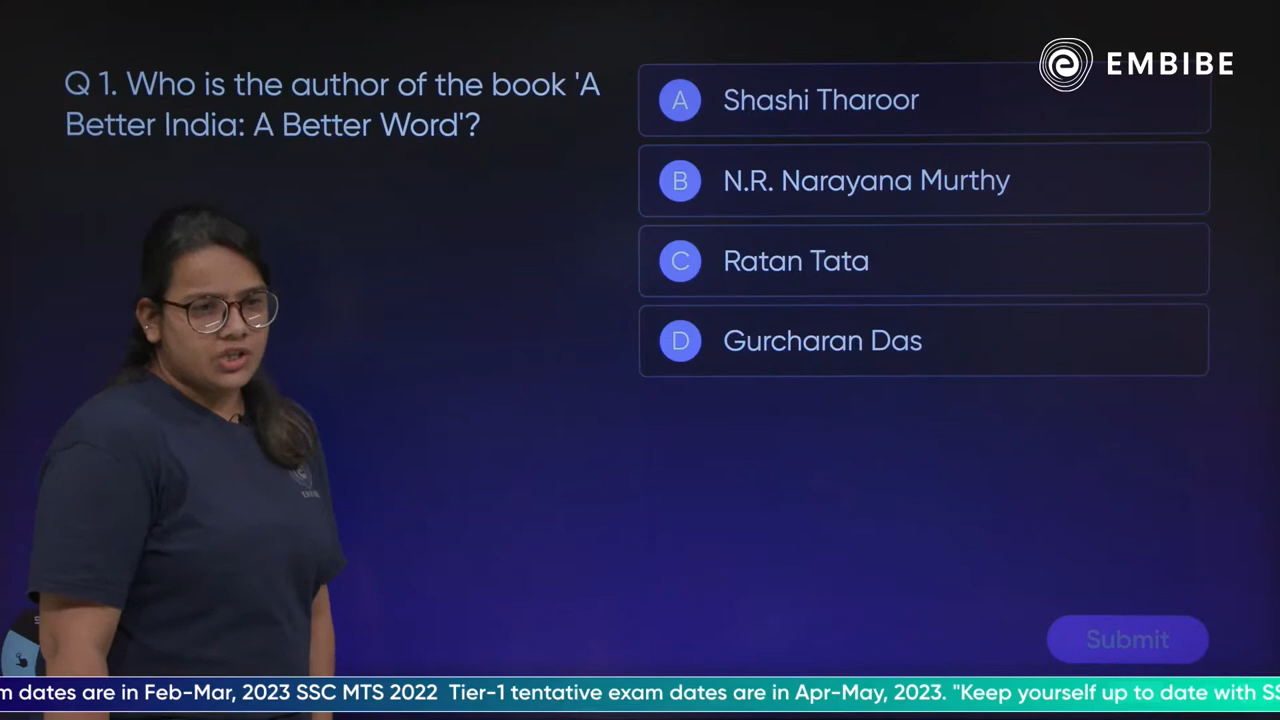 EMBIBE
Q 1. Who is the author of the book 'A
Better India: A Better Word'?
A Shashi Tharoor
B N.R. Narayana Murthy
C Ratan Tata
D Gurcharan Das
Submit
m dates are in Feb-Mar, 2023 SSC MTS 2022 Tier-1 tentative exam dates are in Apr-May, 2023. "Keep yourself up to date with SS